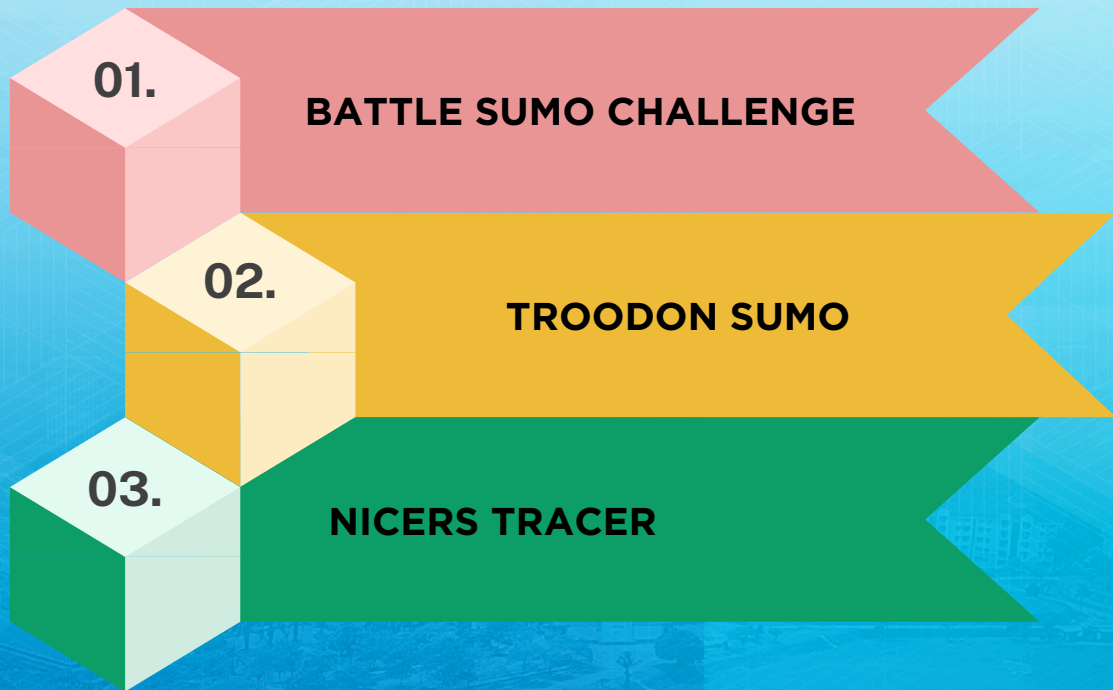 01.
BATTLE SUMO CHALLENGE
02.
TROODON SUMO
03.
NICERS TRACER